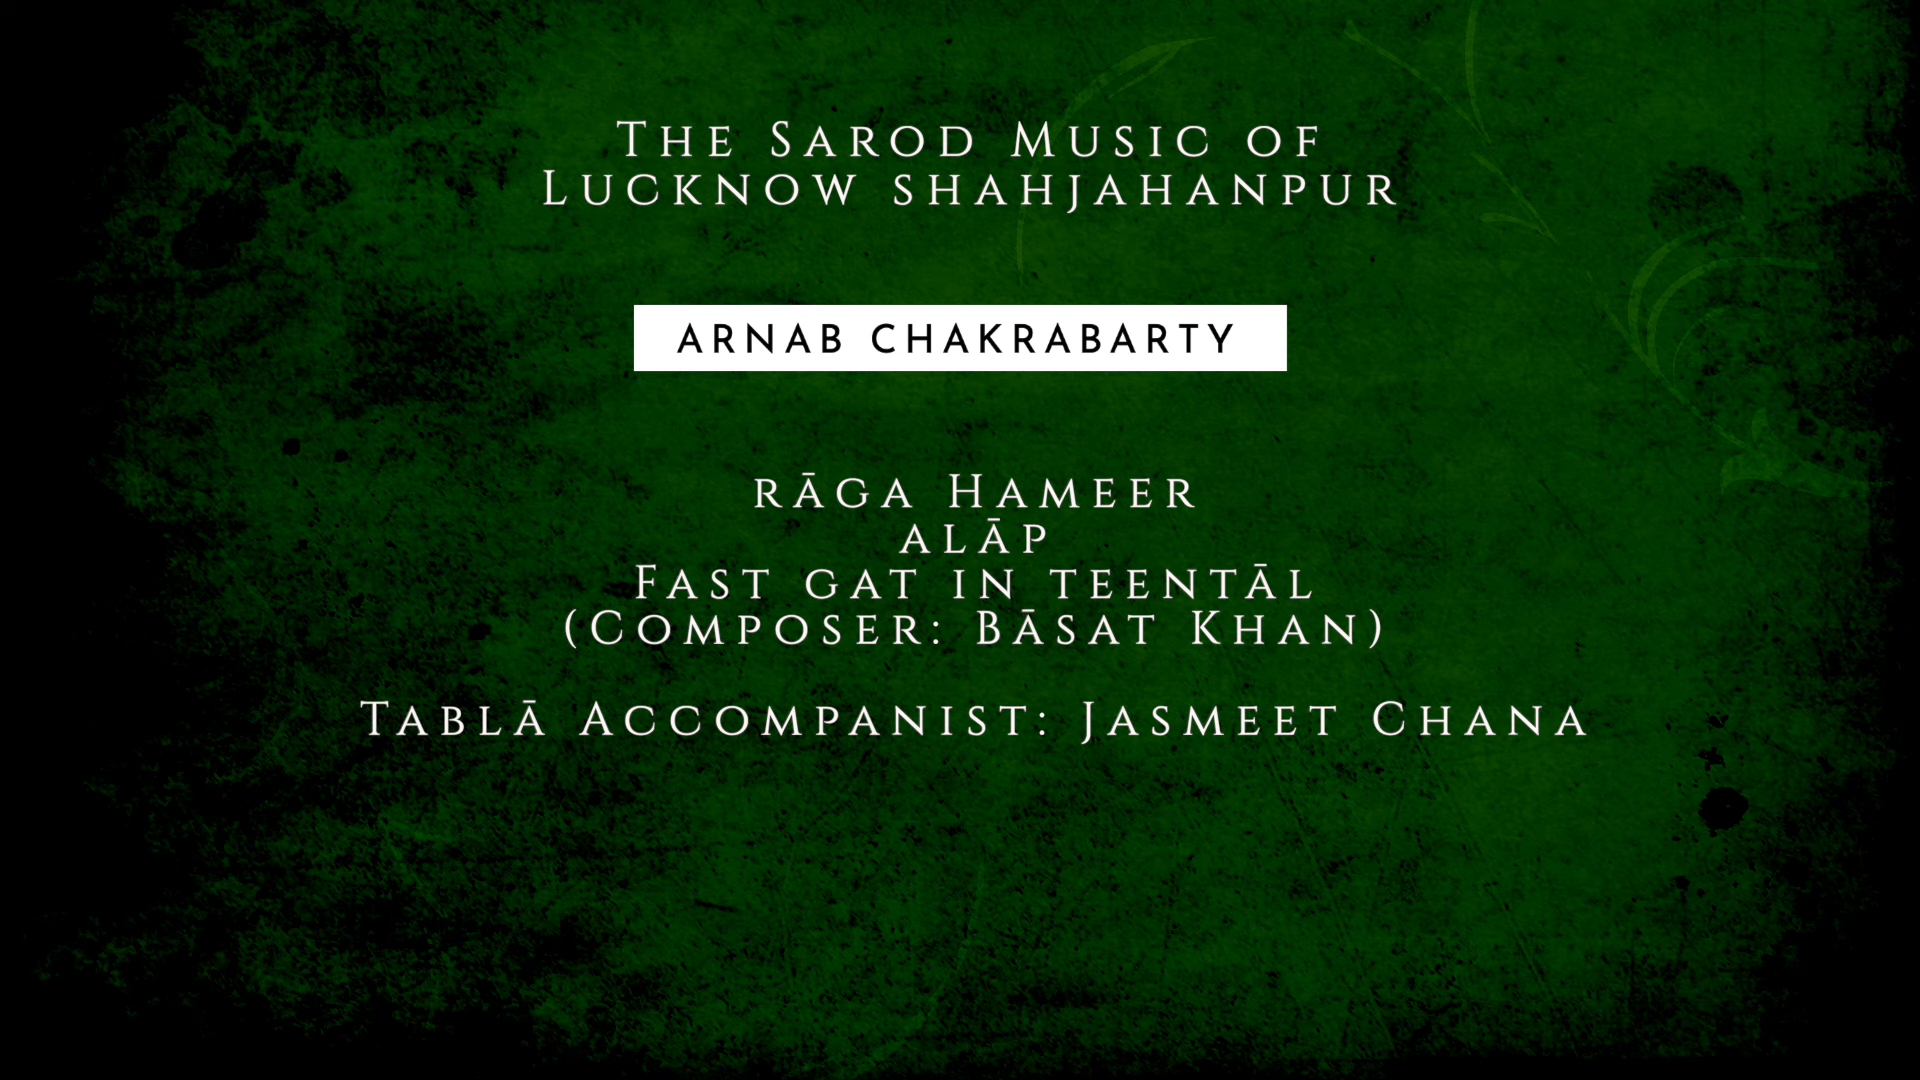 The Sarod Music of
Lucknow shahjahanpur
ARNAB CHAKRABARTY
rāga Hameer
alāp
Fast gat in teentāl
(Composer: Bāsat Khan)
Tablā Accompanist: Jasmeet Chana